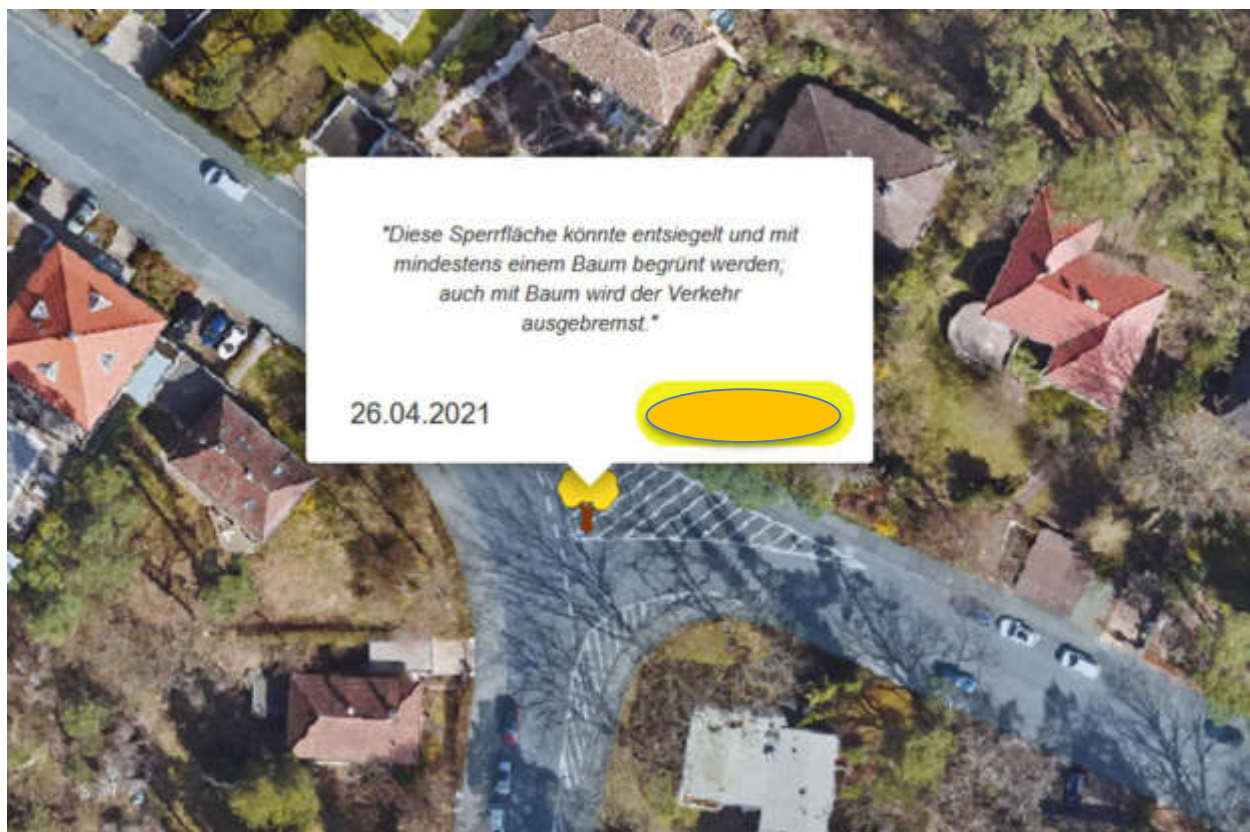 "Diese Sperrfläche könnte entsiegelt und mit
mindestens einem Baum begrünt werden;
auch mit Baum wird der Verkehr
ausgebremst."
26.04.2021